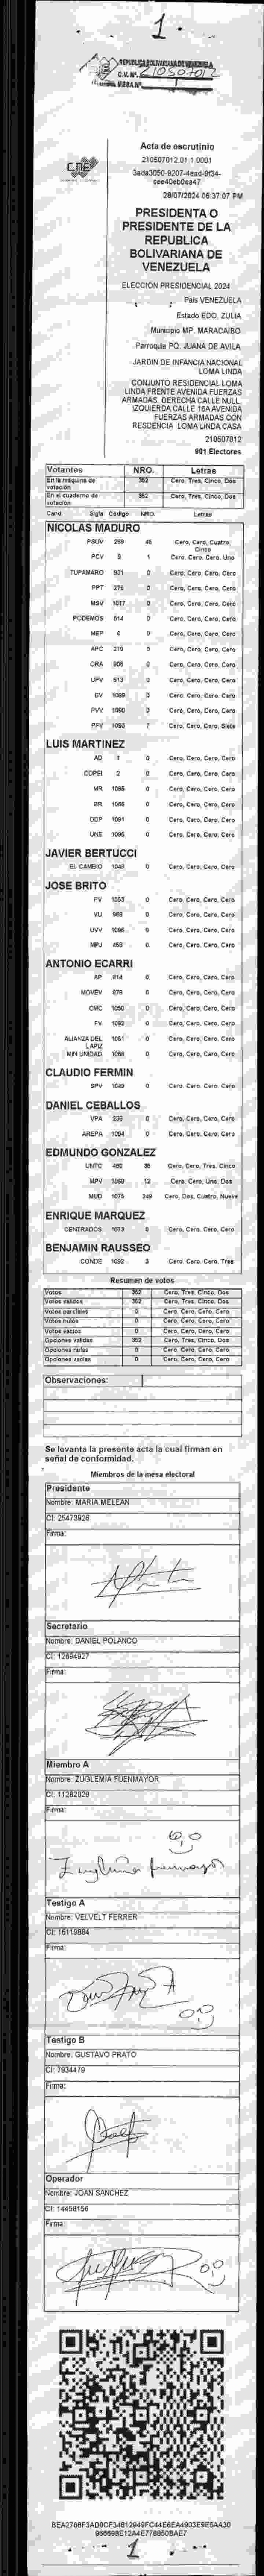 1
REPUBLICA BOLIVARIANA DE VENEZUELA
C.V. Nº. 210507012
MESA Nº.
CNE
Acta de escrutinio
210507012.01.1.0001
28/07/2024 06:37:07 PM
PRESIDENTA O
PRESIDENTE DE LA
REPUBLICA
BOLIVARIANA DE
VENEZUELA
ELECCIÓN PRESIDENCIAL 2024
País VENEZUELA
Estado EDO. ZULIA
Municipio MP. MARACAIBO
Parroquia PQ. JUANA DE AVILA
JARDIN DE INFANCIA NACIONAL
LOMA LINDA
CONJUNTO RESIDENCIAL LOMA
LINDA FRENTE AVENIDA FUERZAS
ARMADAS. DERECHA CALLE NULL.
IZQUIERDA CALLE 16A AVENIDA
FUERZAS ARMADAS CON
RESDENCIA LOMA LINDA CASA
210507012
901 Electores
Votantes NRO. Letras
En la máquina de votación 352 Cero, Tres, Cinco, Dos
En el cuaderno de votación 352 Cero, Tres, Cinco, Dos
Cand Sigla Código NRO. Letras
NICOLAS MADURO
PSUV 269 45 Cero, Cero, Cuatro, Cinco
PCV 9 1 Cero, Cero, Cero, Uno
TUPAMARO 931 0 Cero, Cero, Cero, Cero
PPT 276 0 Cero, Cero, Cero, Cero
MSV 1017 0 Cero, Cero, Cero, Cero
PODEMOS 514 0 Cero, Cero, Cero, Cero
MEP 6 0 Cero, Cero, Cero, Cero
APC 319 0 Cero, Cero, Cero, Cero
ORA 906 0 Cero, Cero, Cero, Cero
UPV 513 0 Cero, Cero, Cero, Cero
EV 1089 0 Cero, Cero, Cero, Cero
PVV 1090 0 Cero, Cero, Cero, Cero
PFV 1093 7 Cero, Cero, Cero, Siete
LUIS MARTINEZ
AD 1 0 Cero, Cero, Cero, Cero
COPEI 2 0 Cero, Cero, Cero, Cero
MR 1085 0 Cero, Cero, Cero, Cero
BR 1066 0 Cero, Cero, Cero, Cero
DDP 1091 0 Cero, Cero, Cero, Cero
UNE 1095 0 Cero, Cero, Cero, Cero
JAVIER BERTUCCI
EL CAMBIO 1048 0 Cero, Cero, Cero, Cero
JOSE BRITO
PV 1053 0 Cero, Cero, Cero, Cero
VU 968 0 Cero, Cero, Cero, Cero
UVV 1096 0 Cero, Cero, Cero, Cero
MPJ 458 0 Cero, Cero, Cero, Cero
ANTONIO ECARRI
AP 814 0 Cero, Cero, Cero, Cero
MOVEV 878 0 Cero, Cero, Cero, Cero
CMC 1050 0 Cero, Cero, Cero, Cero
FV 1083 0 Cero, Cero, Cero, Cero
ALIANZA DEL LAPIZ 1051 0 Cero, Cero, Cero, Cero
MIN UNIDAD 1058 0 Cero, Cero, Cero, Cero
CLAUDIO FERMIN
SPV 1049 0 Cero, Cero, Cero, Cero
DANIEL CEBALLOS
VPA 236 0 Cero, Cero, Cero, Cero
AREPA 1094 0 Cero, Cero, Cero, Cero
EDMUNDO GONZALEZ
UNTC 480 35 Cero, Cero, Tres, Cinco
MPV 1059 12 Cero, Cero, Uno, Dos
MUD 1075 249 Cero, Dos, Cuatro, Nueve
ENRIQUE MARQUEZ
CENTRADOS 1073 0 Cero, Cero, Cero, Cero
BENJAMIN RAUSSEO
CONDE 1092 3 Cero, Cero, Cero, Tres
Resumen de votos
Votos 352 Cero, Tres, Cinco, Dos
Votos válidos 352 Cero, Tres, Cinco, Dos
Votos parciales 0 Cero, Cero, Cero, Cero
Votos nulos 0 Cero, Cero, Cero, Cero
Votos vacíos 0 Cero, Cero, Cero, Cero
Opciones válidas 352 Cero, Tres, Cinco, Dos
Opciones nulas 0 Cero, Cero, Cero, Cero
Opciones vacías 0 Cero, Cero, Cero, Cero
Observaciones:
Se levanta la presente acta la cual firman en
señal de conformidad.
Miembros de la mesa electoral
Presidente
Nombre: MARIA MELEAN
CI: 25473926
Firma:
Secretario
Nombre: DANIEL POLANCO
CI: 12694927
Firma:
Miembro A
Nombre: ZUGLEMIA FUENMAYOR
CI: 11282029
Firma:
Testigo A
Nombre: VELVELT FERRER
CI: 16119884
Firma:
Testigo B
Nombre: GUSTAVO PRATO
CI: 7934479
Firma:
Operador
Nombre: JOAN SANCHEZ
CI: 14458156
Firma
1